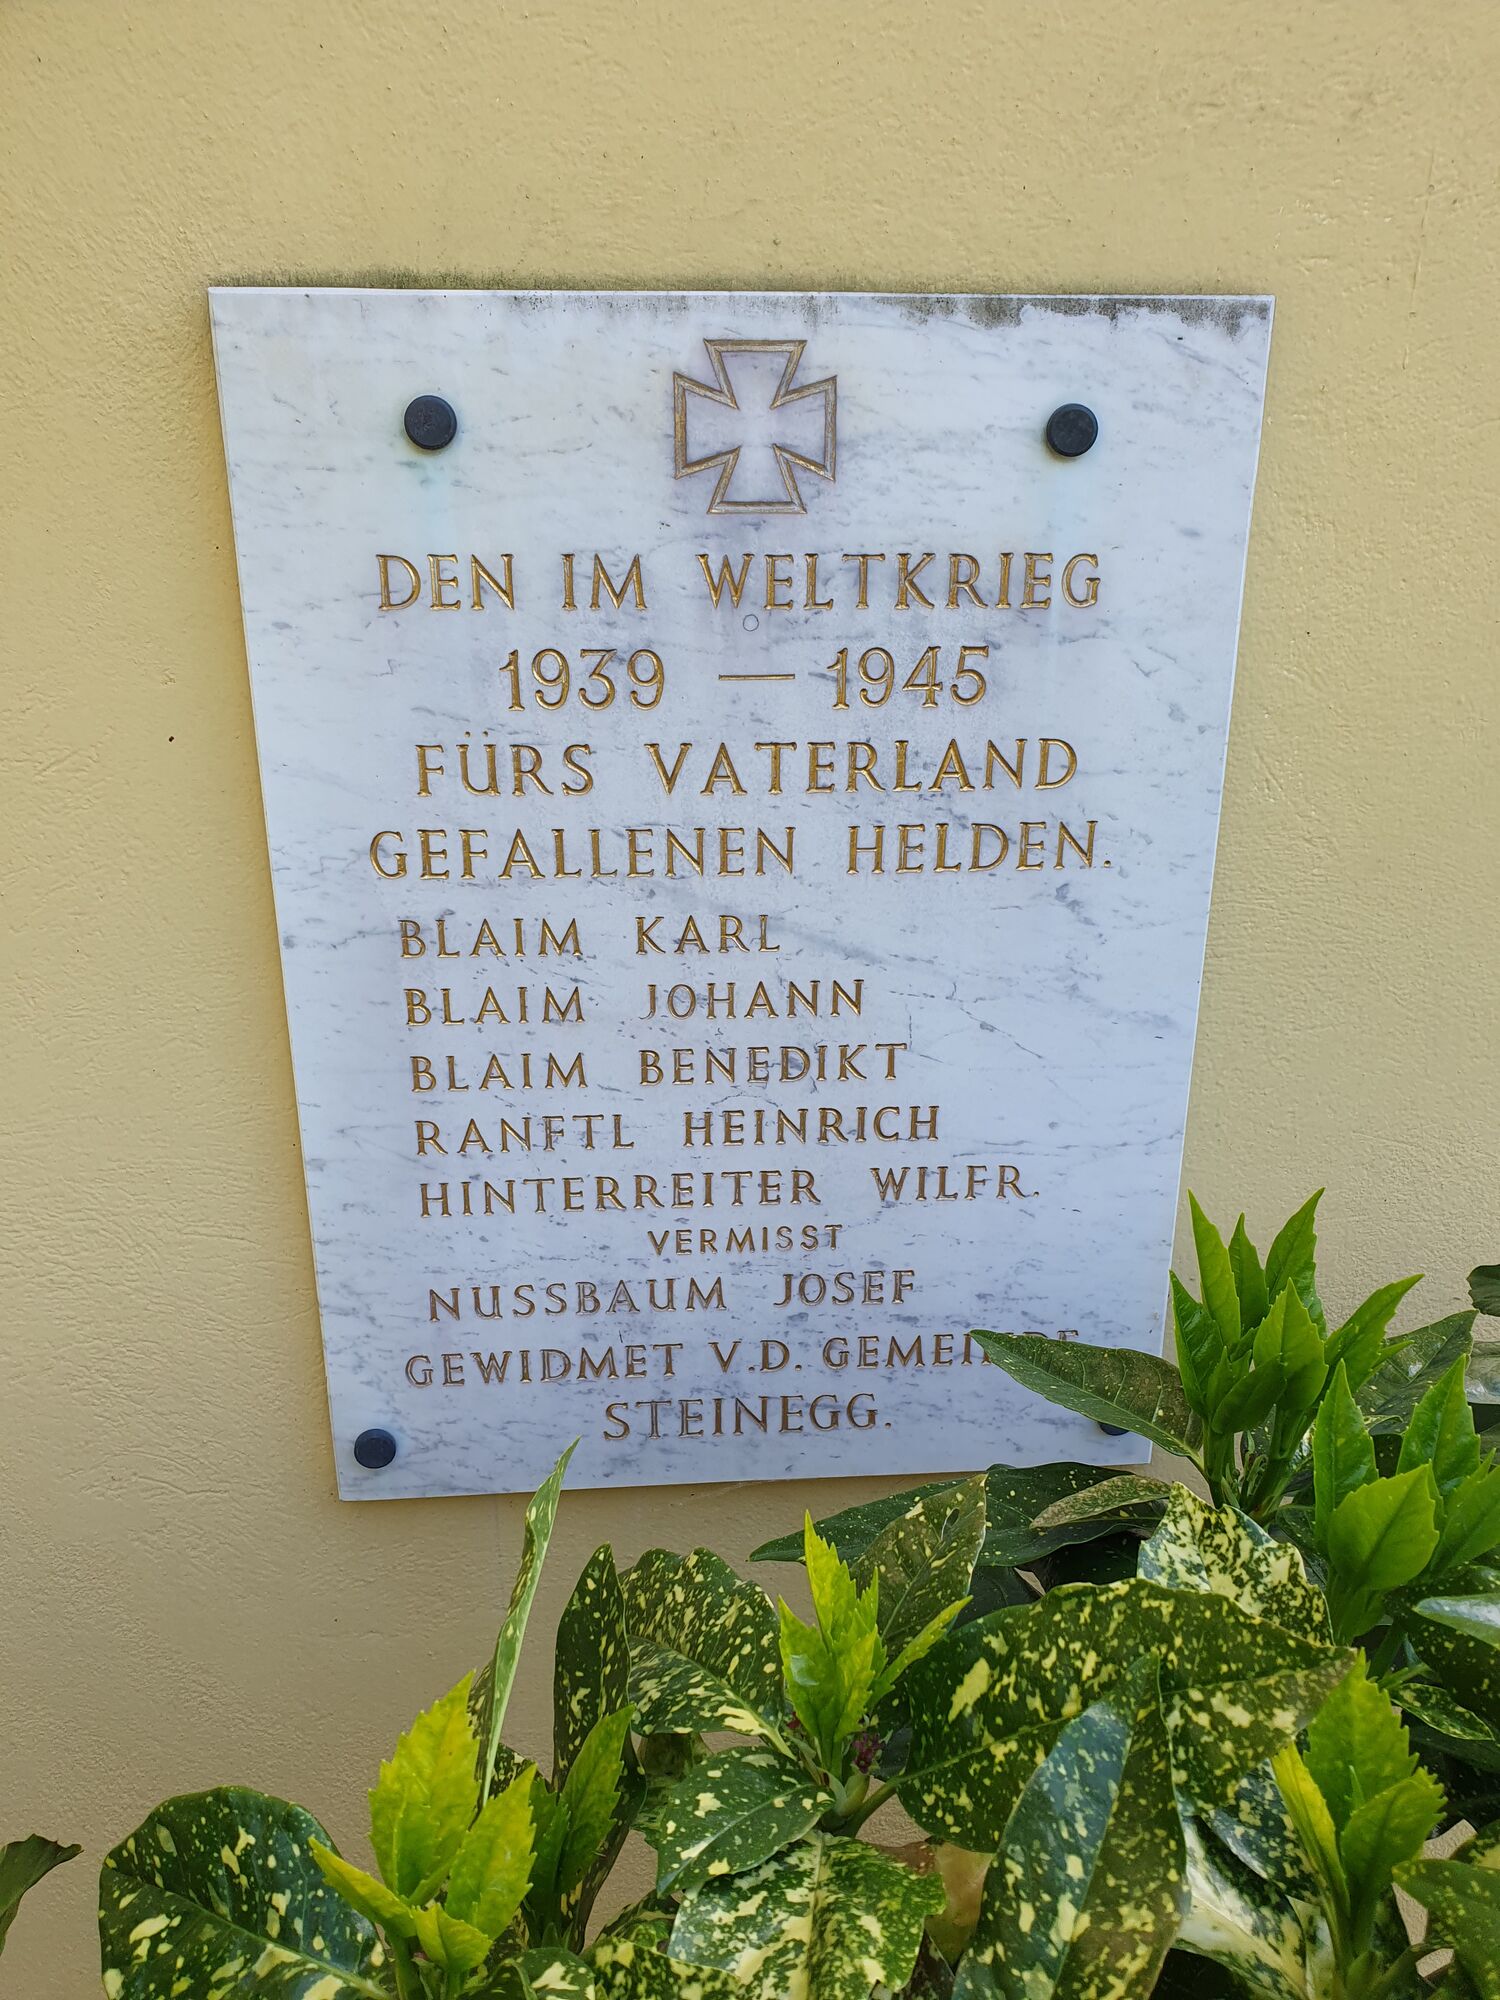 DEN IM WELTKRIEG
1939 — 1945
FÜRS VATERLAND
GEFALLENEN HELDEN.
BLAIM KARL
BLAIM JOHANN
BLAIM BENEDIKT
RANFTL HEINRICH
HINTERREITER WILFR.
VERMISST
NUSSBAUM JOSEF
GEWIDMET V.D. GEMEINDE
STEINEGG.